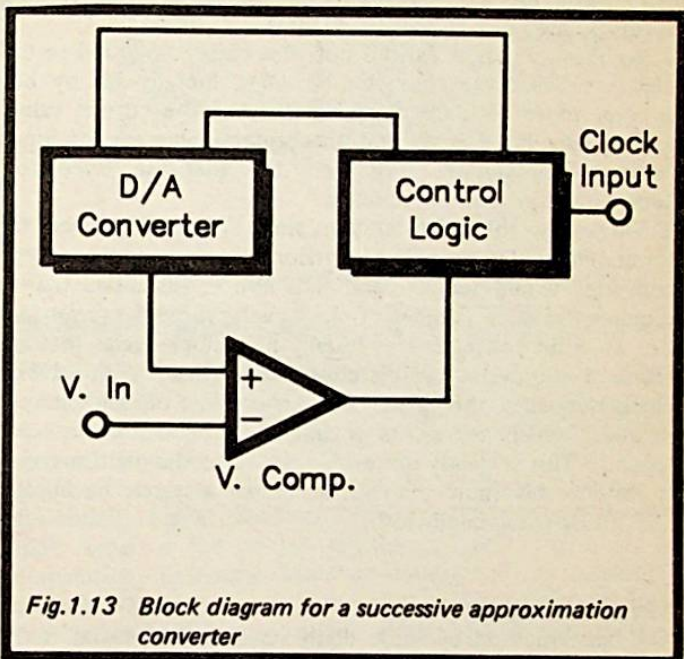 D/A
Converter
Control
Logic
Clock
Input
+
−
V. In
V. Comp.
Fig.1.13 Block diagram for a successive approximation
converter